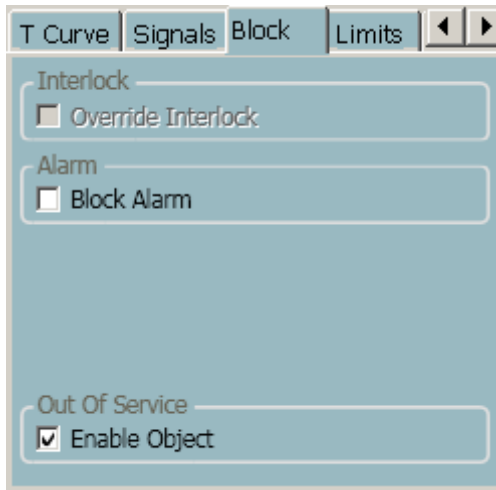 T Curve Signals Block Limits
Interlock
Override Interlock
Alarm
Block Alarm
Out Of Service
Enable Object